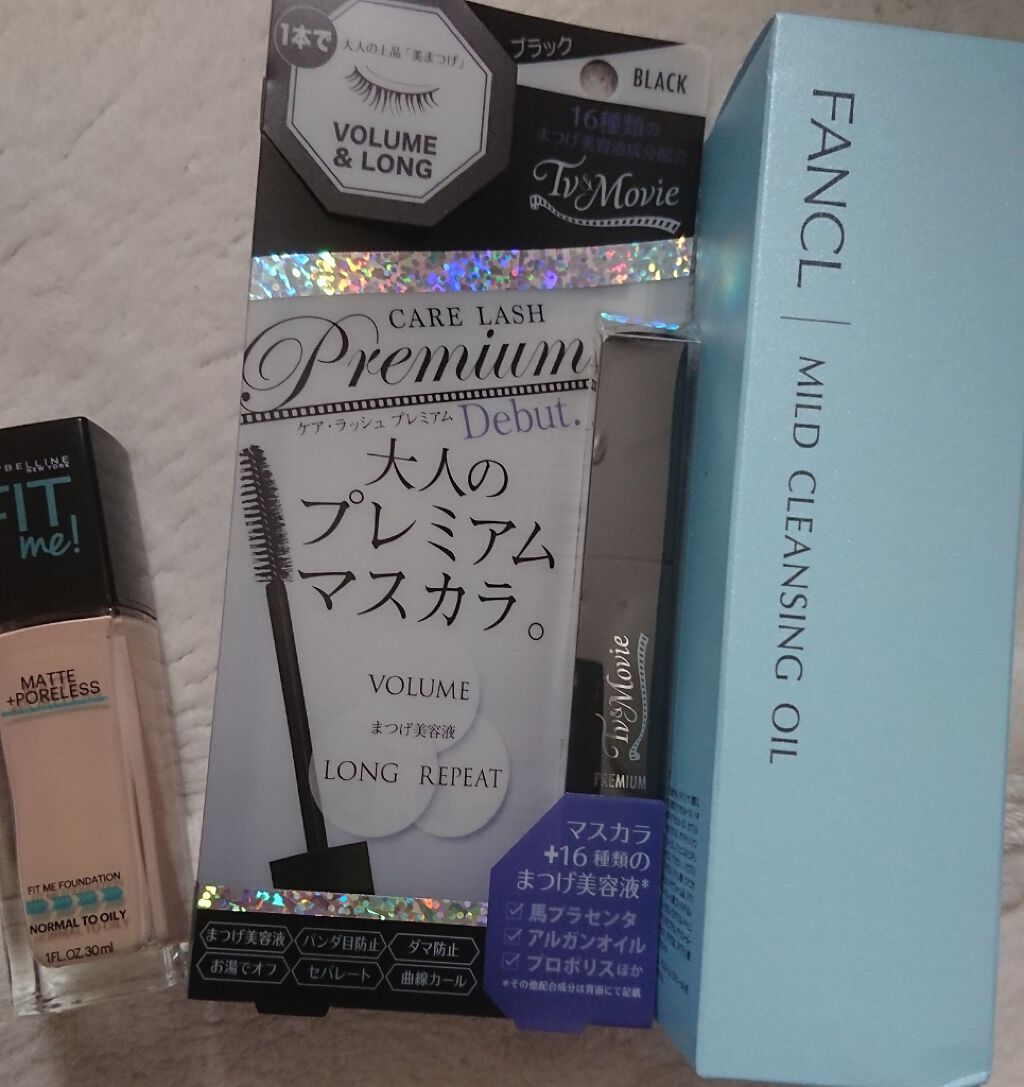 YBELLINE
NEW YORK
FIT
me!
MATTE
+PORELESS
FIT ME FOUNDATION
NORMAL TO OILY
1FL.OZ.30ml
1本で
大人の上品「美まつげ」
VOLUME
& LONG
ブラック
BLACK
16種類の
まつげ美容液成分配合
Tv&Movie
CARE LASH
Premium
ケア・ラッシュ プレミアム
Debut.
大人の
プレミアム
マスカラ。
VOLUME
まつげ美容液
LONG REPEAT
Tv&Movie
PREMIUM
マスカラ
+16種類の
まつげ美容液*
馬プラセンタ
アルガンオイル
プロポリスほか
*その他配合成分は背面にて記載
まつげ美容液 パンダ目防止 ダマ防止
お湯でオフ セパレート 曲線カール
FANCL | MILD CLEANSING OIL